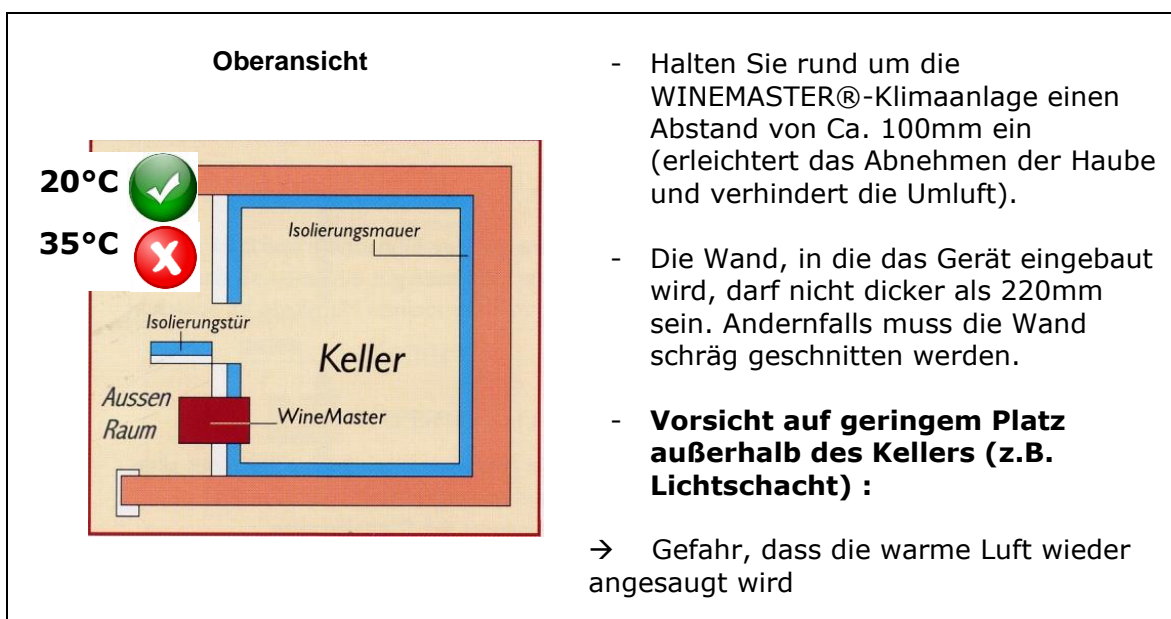 Oberansicht
20°C
35°C
Isolierungsmauer
Isolierungstür
Keller
Aussen
Raum
WineMaster
- Halten Sie rund um die
WINEMASTER®-Klimaanlage einen
Abstand von Ca. 100mm ein
(erleichtert das Abnehmen der Haube
und verhindert die Umluft).
- Die Wand, in die das Gerät eingebaut
wird, darf nicht dicker als 220mm
sein. Andernfalls muss die Wand
schräg geschnitten werden.
- Vorsicht auf geringem Platz
außerhalb des Kellers (z.B.
Lichtschacht) :
→ Gefahr, dass die warme Luft wieder
angesaugt wird